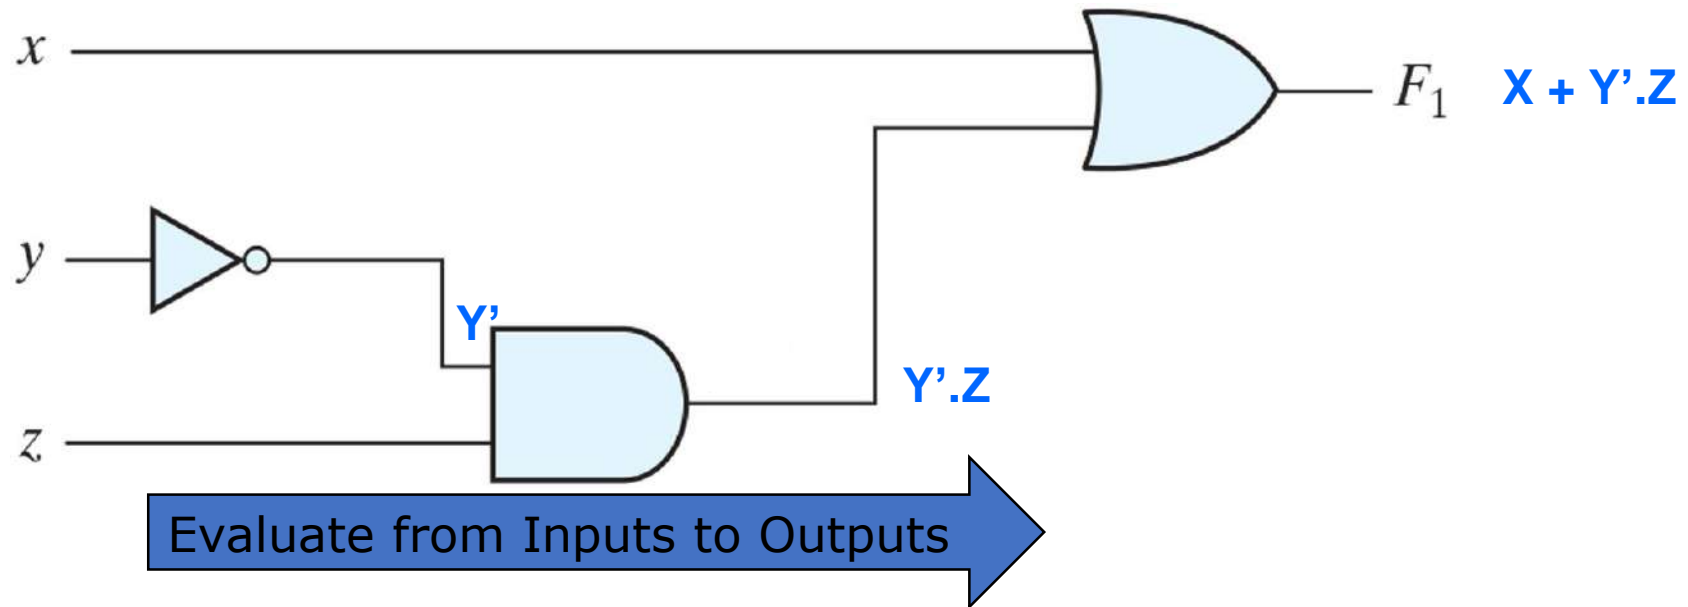 x
F₁ X + Y’.Z
y
Y’
Y’.Z
z
Evaluate from Inputs to Outputs